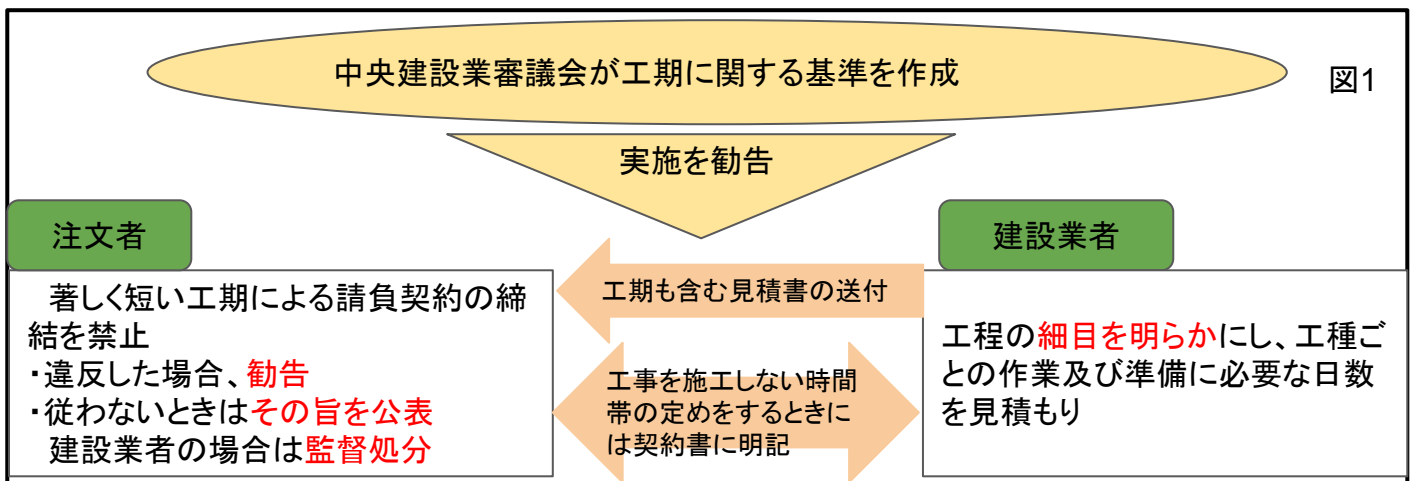 中央建設業審議会が工期に関する基準を作成
図1
実施を勧告
注文者
建設業者
著しく短い工期による請負契約の締
結を禁止
・違反した場合、勧告
・従わないときはその旨を公表
建設業者の場合は監督処分
工期も含む見積書の送付
工事を施工しない時間
帯の定めをするときに
は契約書に明記
工程の細目を明らかにし、工種ご
との作業及び準備に必要な日数
を見積もり